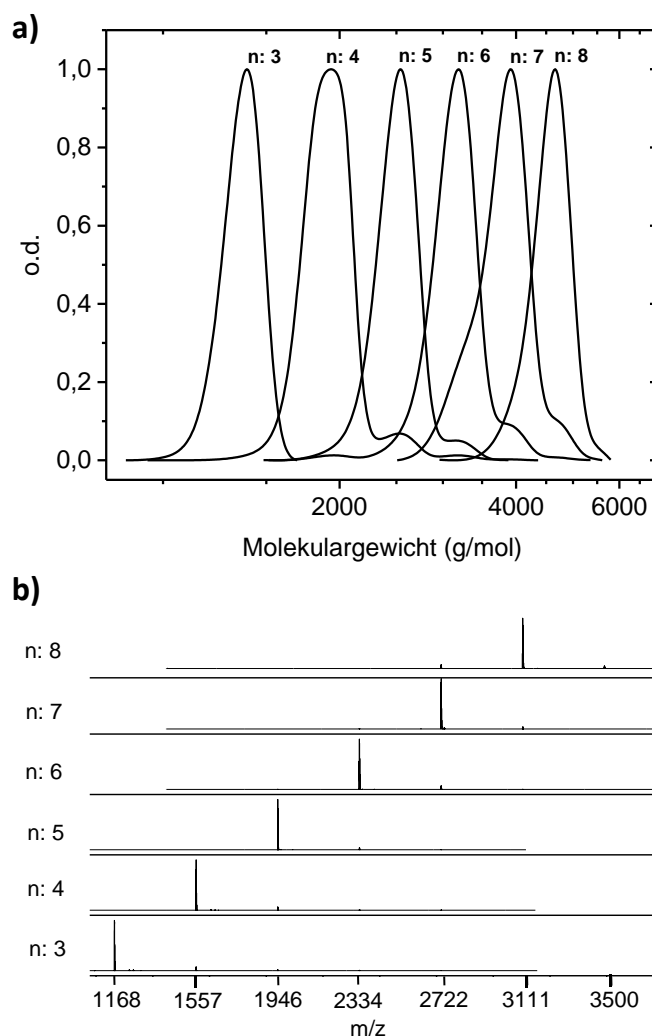 a)
n: 3 n: 4 n: 5 n: 6 n: 7 n: 8
1,0
0,8
0,6
0,4
0,2
0,0
o.d.
2000 4000 6000
Molekulargewicht (g/mol)
b)
n: 8
n: 7
n: 6
n: 5
n: 4
n: 3
1168 1557 1946 2334 2722 3111 3500
m/z